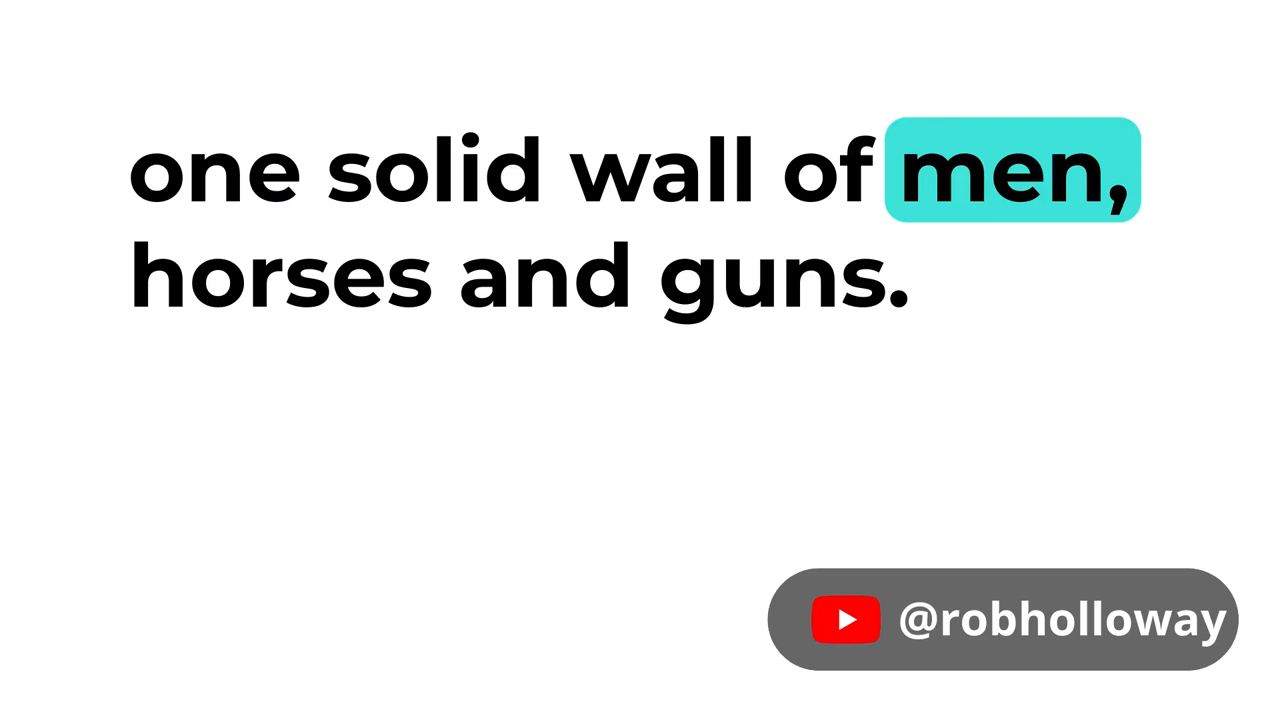 one solid wall of men,
horses and guns.
@robholloway